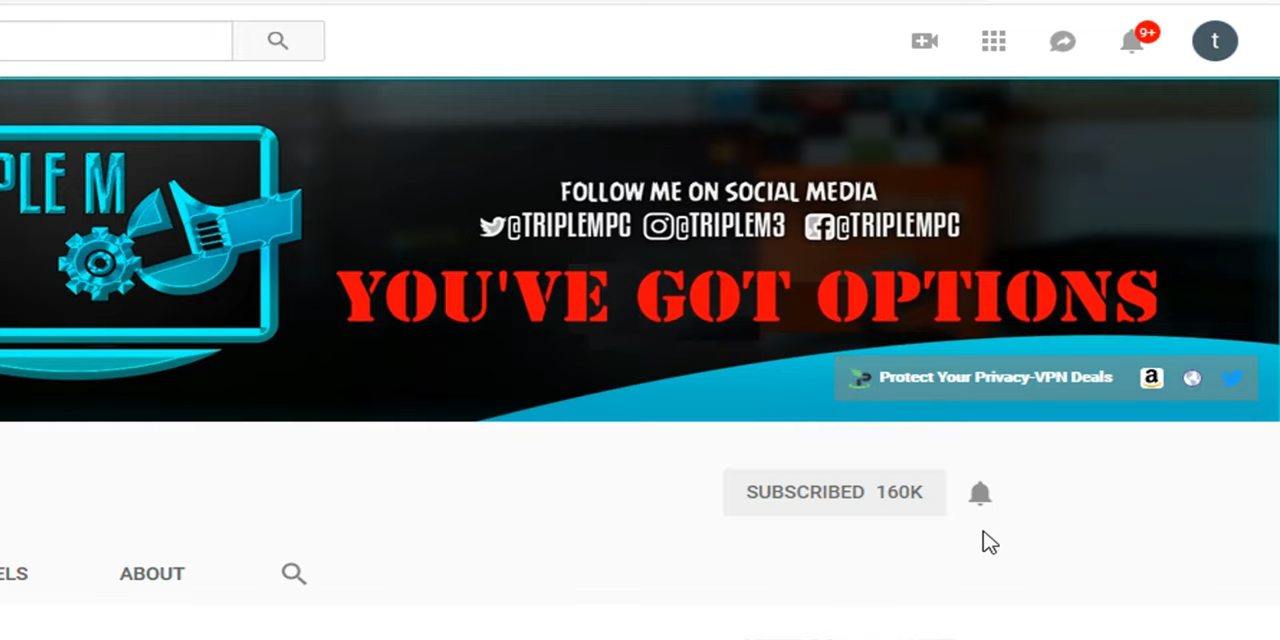 9+
t
PLE M
FOLLOW ME ON SOCIAL MEDIA
@TRIPLEMPC @TRIPLEM3 @TRIPLEMPC
YOU'VE GOT OPTIONS
Protect Your Privacy-VPN Deals
SUBSCRIBED 160K
ELS ABOUT